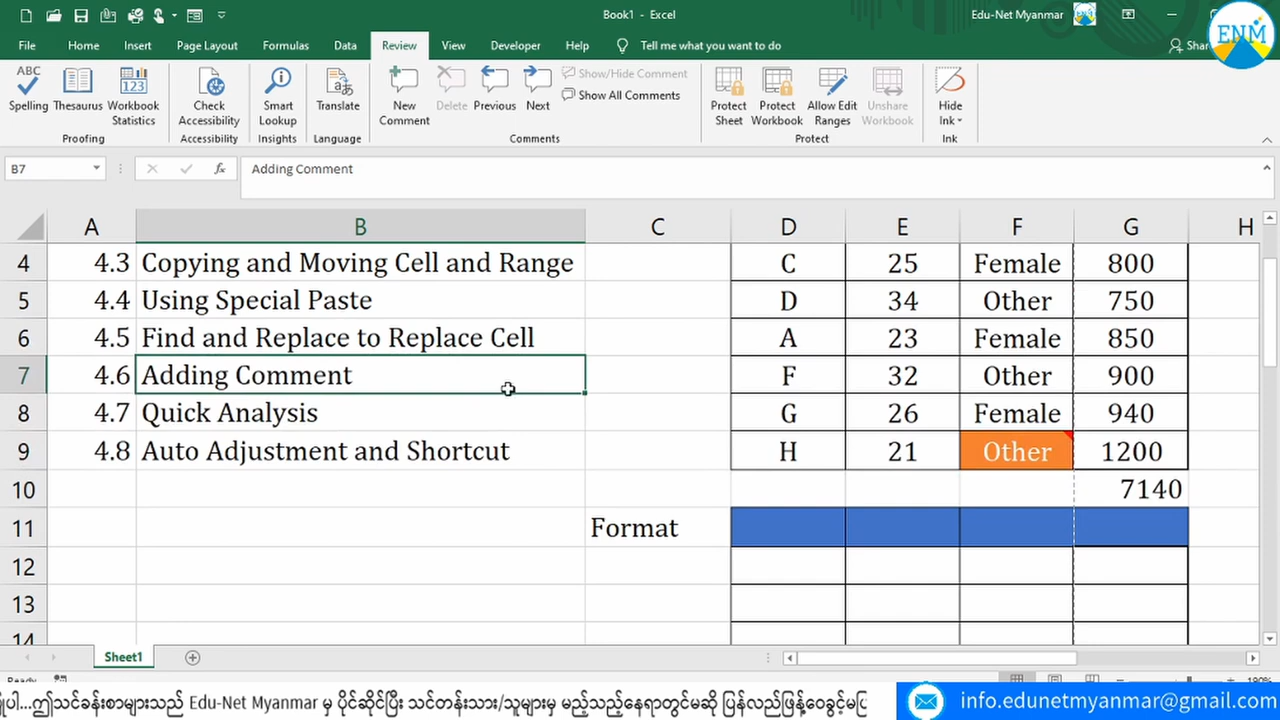 Book1 - Excel
Edu-Net Myanmar
ENM
File Home Insert Page Layout Formulas Data Review View Developer Help Tell me what you want to do
Spelling Thesaurus Workbook Statistics Check Accessibility Smart Lookup Translate New Comment Delete Previous Next Show/Hide Comment Show All Comments Protect Sheet Protect Workbook Allow Edit Ranges Unshare Workbook Hide Ink
Proofing Accessibility Insights Language Comments Protect Ink
B7 fx Adding Comment
A B C D E F G H
4 4.3 Copying and Moving Cell and Range C 25 Female 800
5 4.4 Using Special Paste D 34 Other 750
6 4.5 Find and Replace to Replace Cell A 23 Female 850
7 4.6 Adding Comment F 32 Other 900
8 4.7 Quick Analysis G 26 Female 940
9 4.8 Auto Adjustment and Shortcut H 21 Other 1200
10 7140
11 Format
12
13
14
Sheet1
ဤသင်ခန်းစာများသည် Edu-Net Myanmar မှ ပိုင်ဆိုင်ပြီး သင်တန်းသား/သူများမှ မည့်သည့်နေရာတွင်မဆို ပြန်လည်ဖြန့်ဝေခွင့်မပြ
info.edunetmyanmar@gmail.com